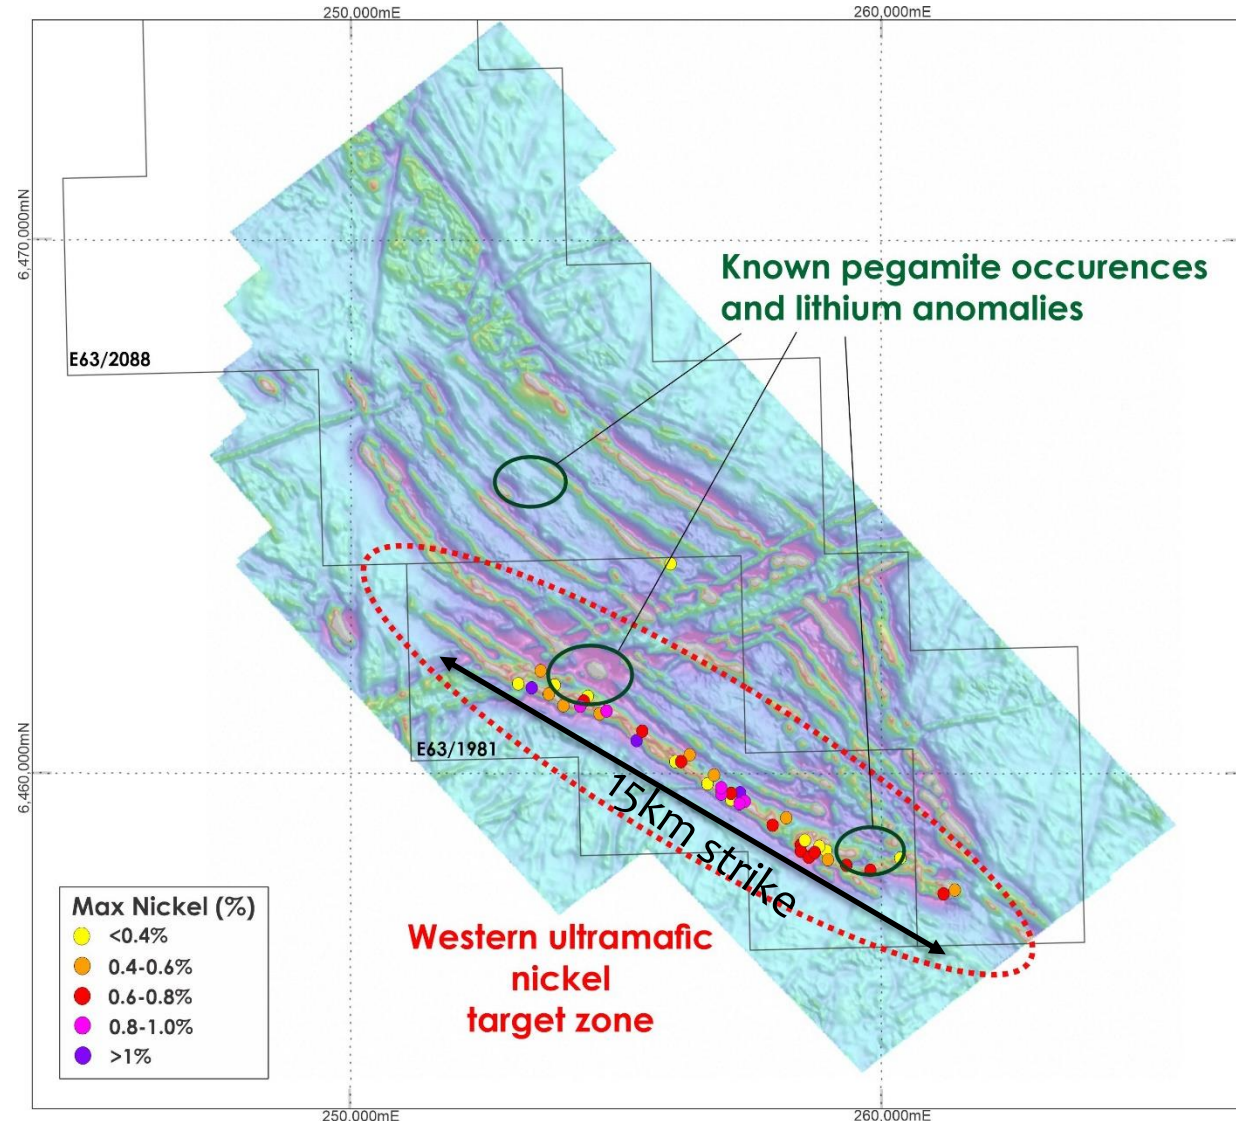 250,000mE
260,000mE
6,470,000mN
Known pegamite occurences
and lithium anomalies
E63/2088
E63/1981
6,460,000mN
15km strike
Max Nickel (%)
<0.4%
0.4-0.6%
0.6-0.8%
0.8-1.0%
>1%
Western ultramafic
nickel
target zone
250,000mE
260,000mE